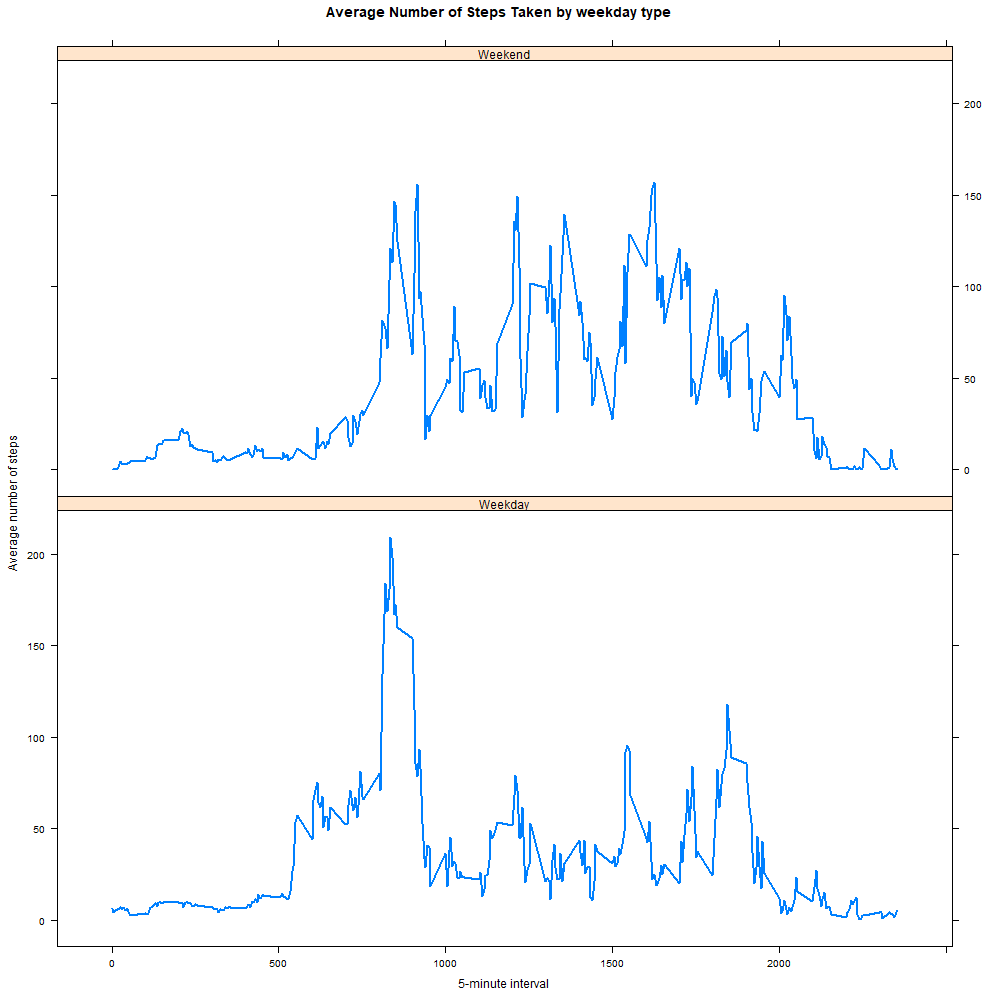 Average Number of Steps Taken by weekday type
Weekend
200
150
100
50
0
Weekday
200
150
100
50
0
Average number of steps
0 500 1000 1500 2000
5-minute interval